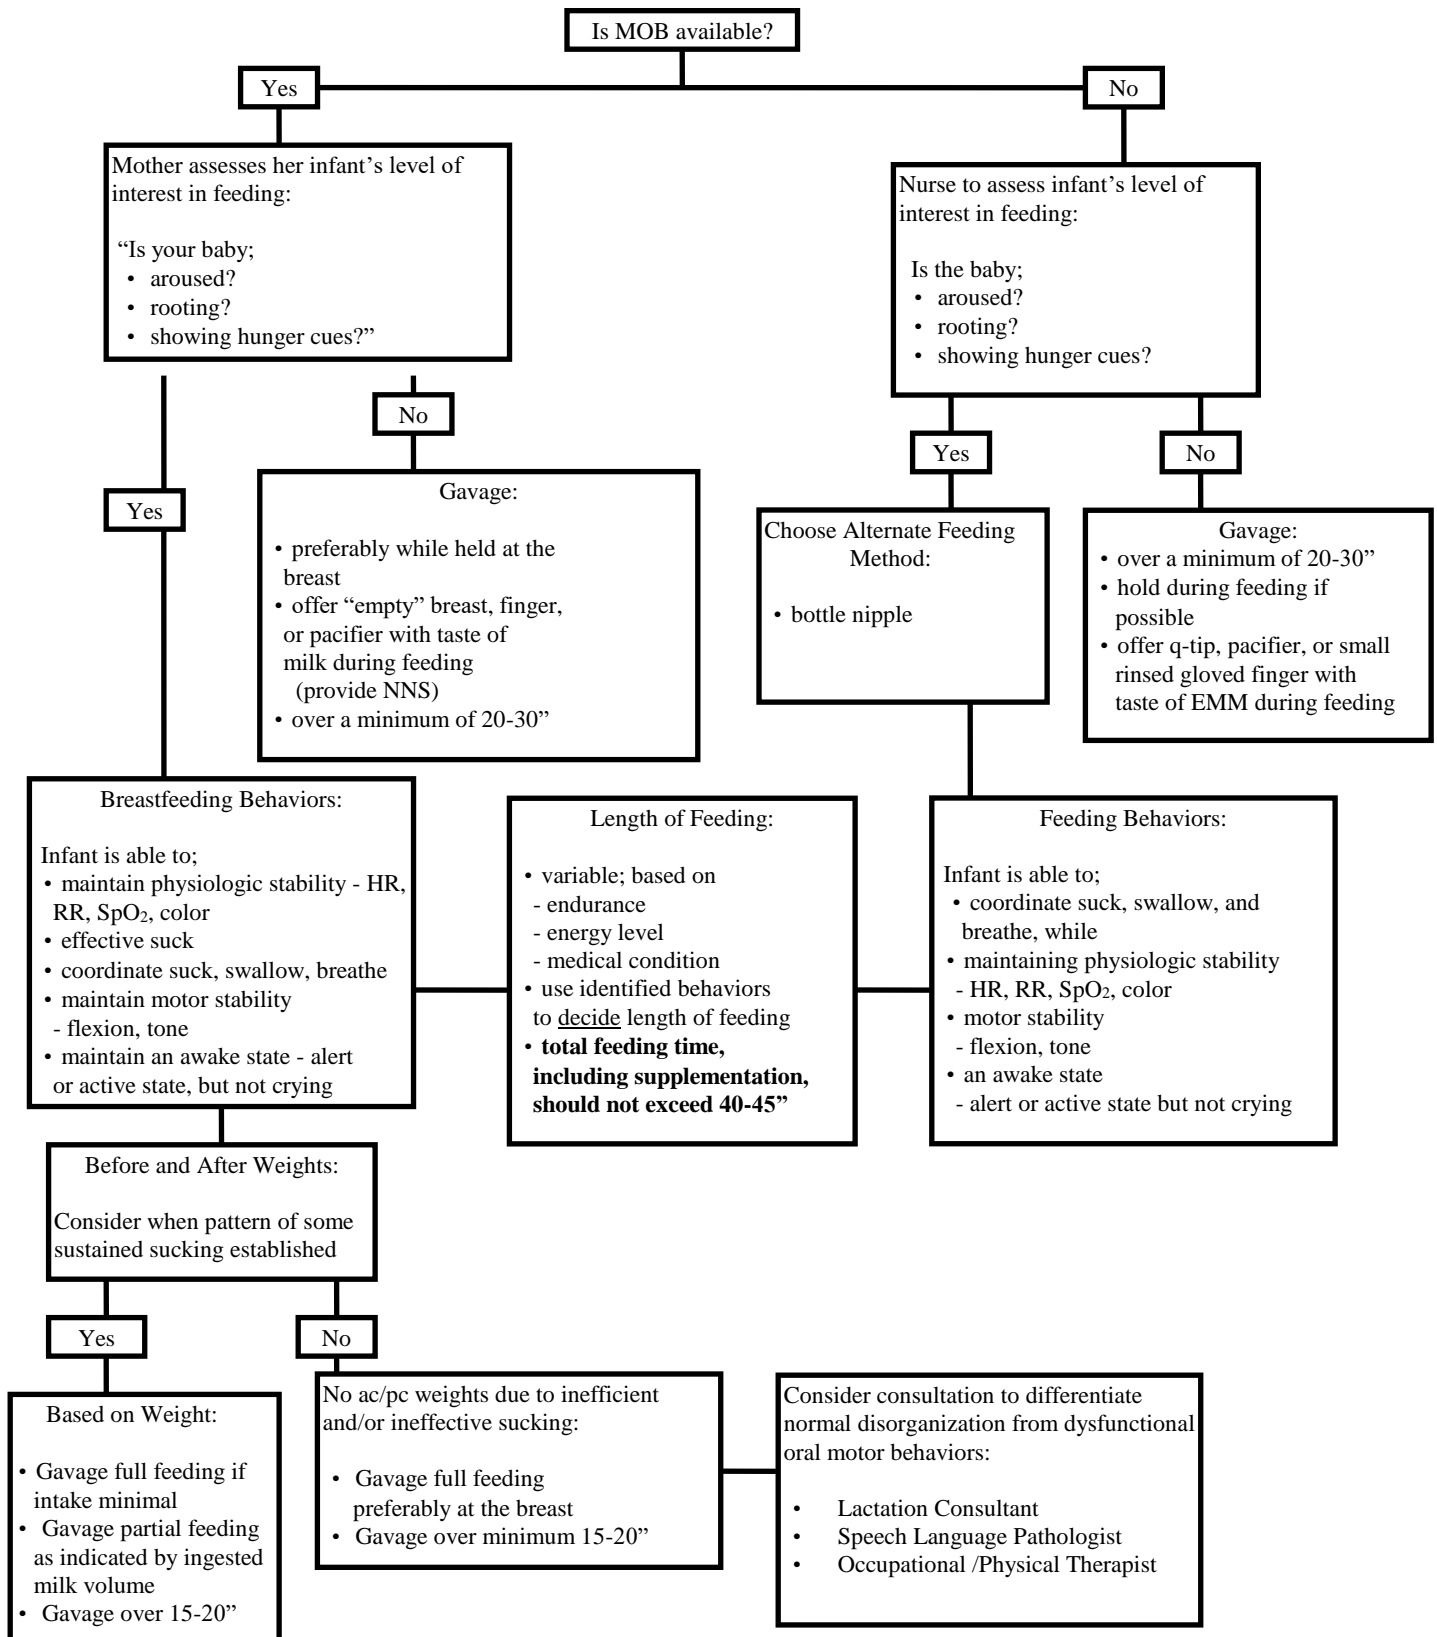 Is MOB available?
Yes
No
Mother assesses her infant’s level of
interest in feeding:
“Is your baby;
• aroused?
• rooting?
• showing hunger cues?”
Nurse to assess infant’s level of
interest in feeding:
Is the baby;
• aroused?
• rooting?
• showing hunger cues?
No
Yes
Yes
No
Gavage:
• preferably while held at the
breast
• offer “empty” breast, finger,
or pacifier with taste of
milk during feeding
(provide NNS)
• over a minimum of 20-30”
Choose Alternate Feeding
Method:
• bottle nipple
Gavage:
• over a minimum of 20-30”
• hold during feeding if
possible
• offer q-tip, pacifier, or small
rinsed gloved finger with
taste of EMM during feeding
Breastfeeding Behaviors:
Infant is able to;
• maintain physiologic stability - HR,
RR, SpO2, color
• effective suck
• coordinate suck, swallow, breathe
• maintain motor stability
- flexion, tone
• maintain an awake state - alert
or active state, but not crying
Length of Feeding:
• variable; based on
- endurance
- energy level
- medical condition
• use identified behaviors
to decide length of feeding
• total feeding time,
including supplementation,
should not exceed 40-45”
Feeding Behaviors:
Infant is able to;
• coordinate suck, swallow, and
breathe, while
• maintaining physiologic stability
- HR, RR, SpO2, color
• motor stability
- flexion, tone
• an awake state
- alert or active state but not crying
Before and After Weights:
Consider when pattern of some
sustained sucking established
Yes
No
Based on Weight:
• Gavage full feeding if
intake minimal
• Gavage partial feeding
as indicated by ingested
milk volume
• Gavage over 15-20”
No ac/pc weights due to inefficient
and/or ineffective sucking:
• Gavage full feeding
preferably at the breast
• Gavage over minimum 15-20”
Consider consultation to differentiate
normal disorganization from dysfunctional
oral motor behaviors:
• Lactation Consultant
• Speech Language Pathologist
• Occupational /Physical Therapist